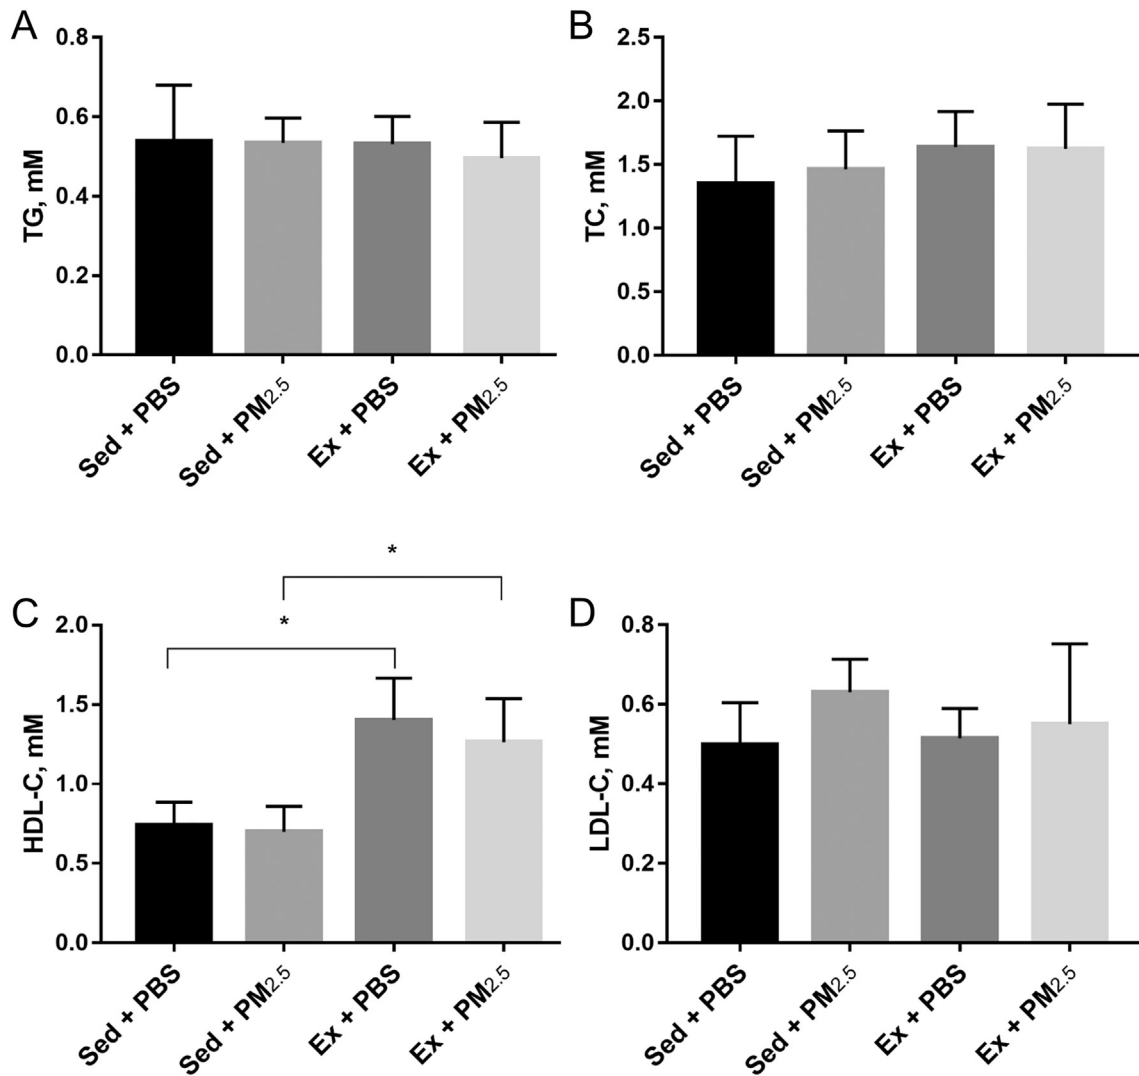 A
TG, mM
0.8
0.6
0.4
0.2
0.0
Sed + PBS
Sed + PM2.5
Ex + PBS
Ex + PM2.5
B
TC, mM
2.5
2.0
1.5
1.0
0.5
0.0
Sed + PBS
Sed + PM2.5
Ex + PBS
Ex + PM2.5
C
HDL-C, mM
2.0
1.5
1.0
0.5
0.0
*
*
Sed + PBS
Sed + PM2.5
Ex + PBS
Ex + PM2.5
D
LDL-C, mM
0.8
0.6
0.4
0.2
0.0
Sed + PBS
Sed + PM2.5
Ex + PBS
Ex + PM2.5